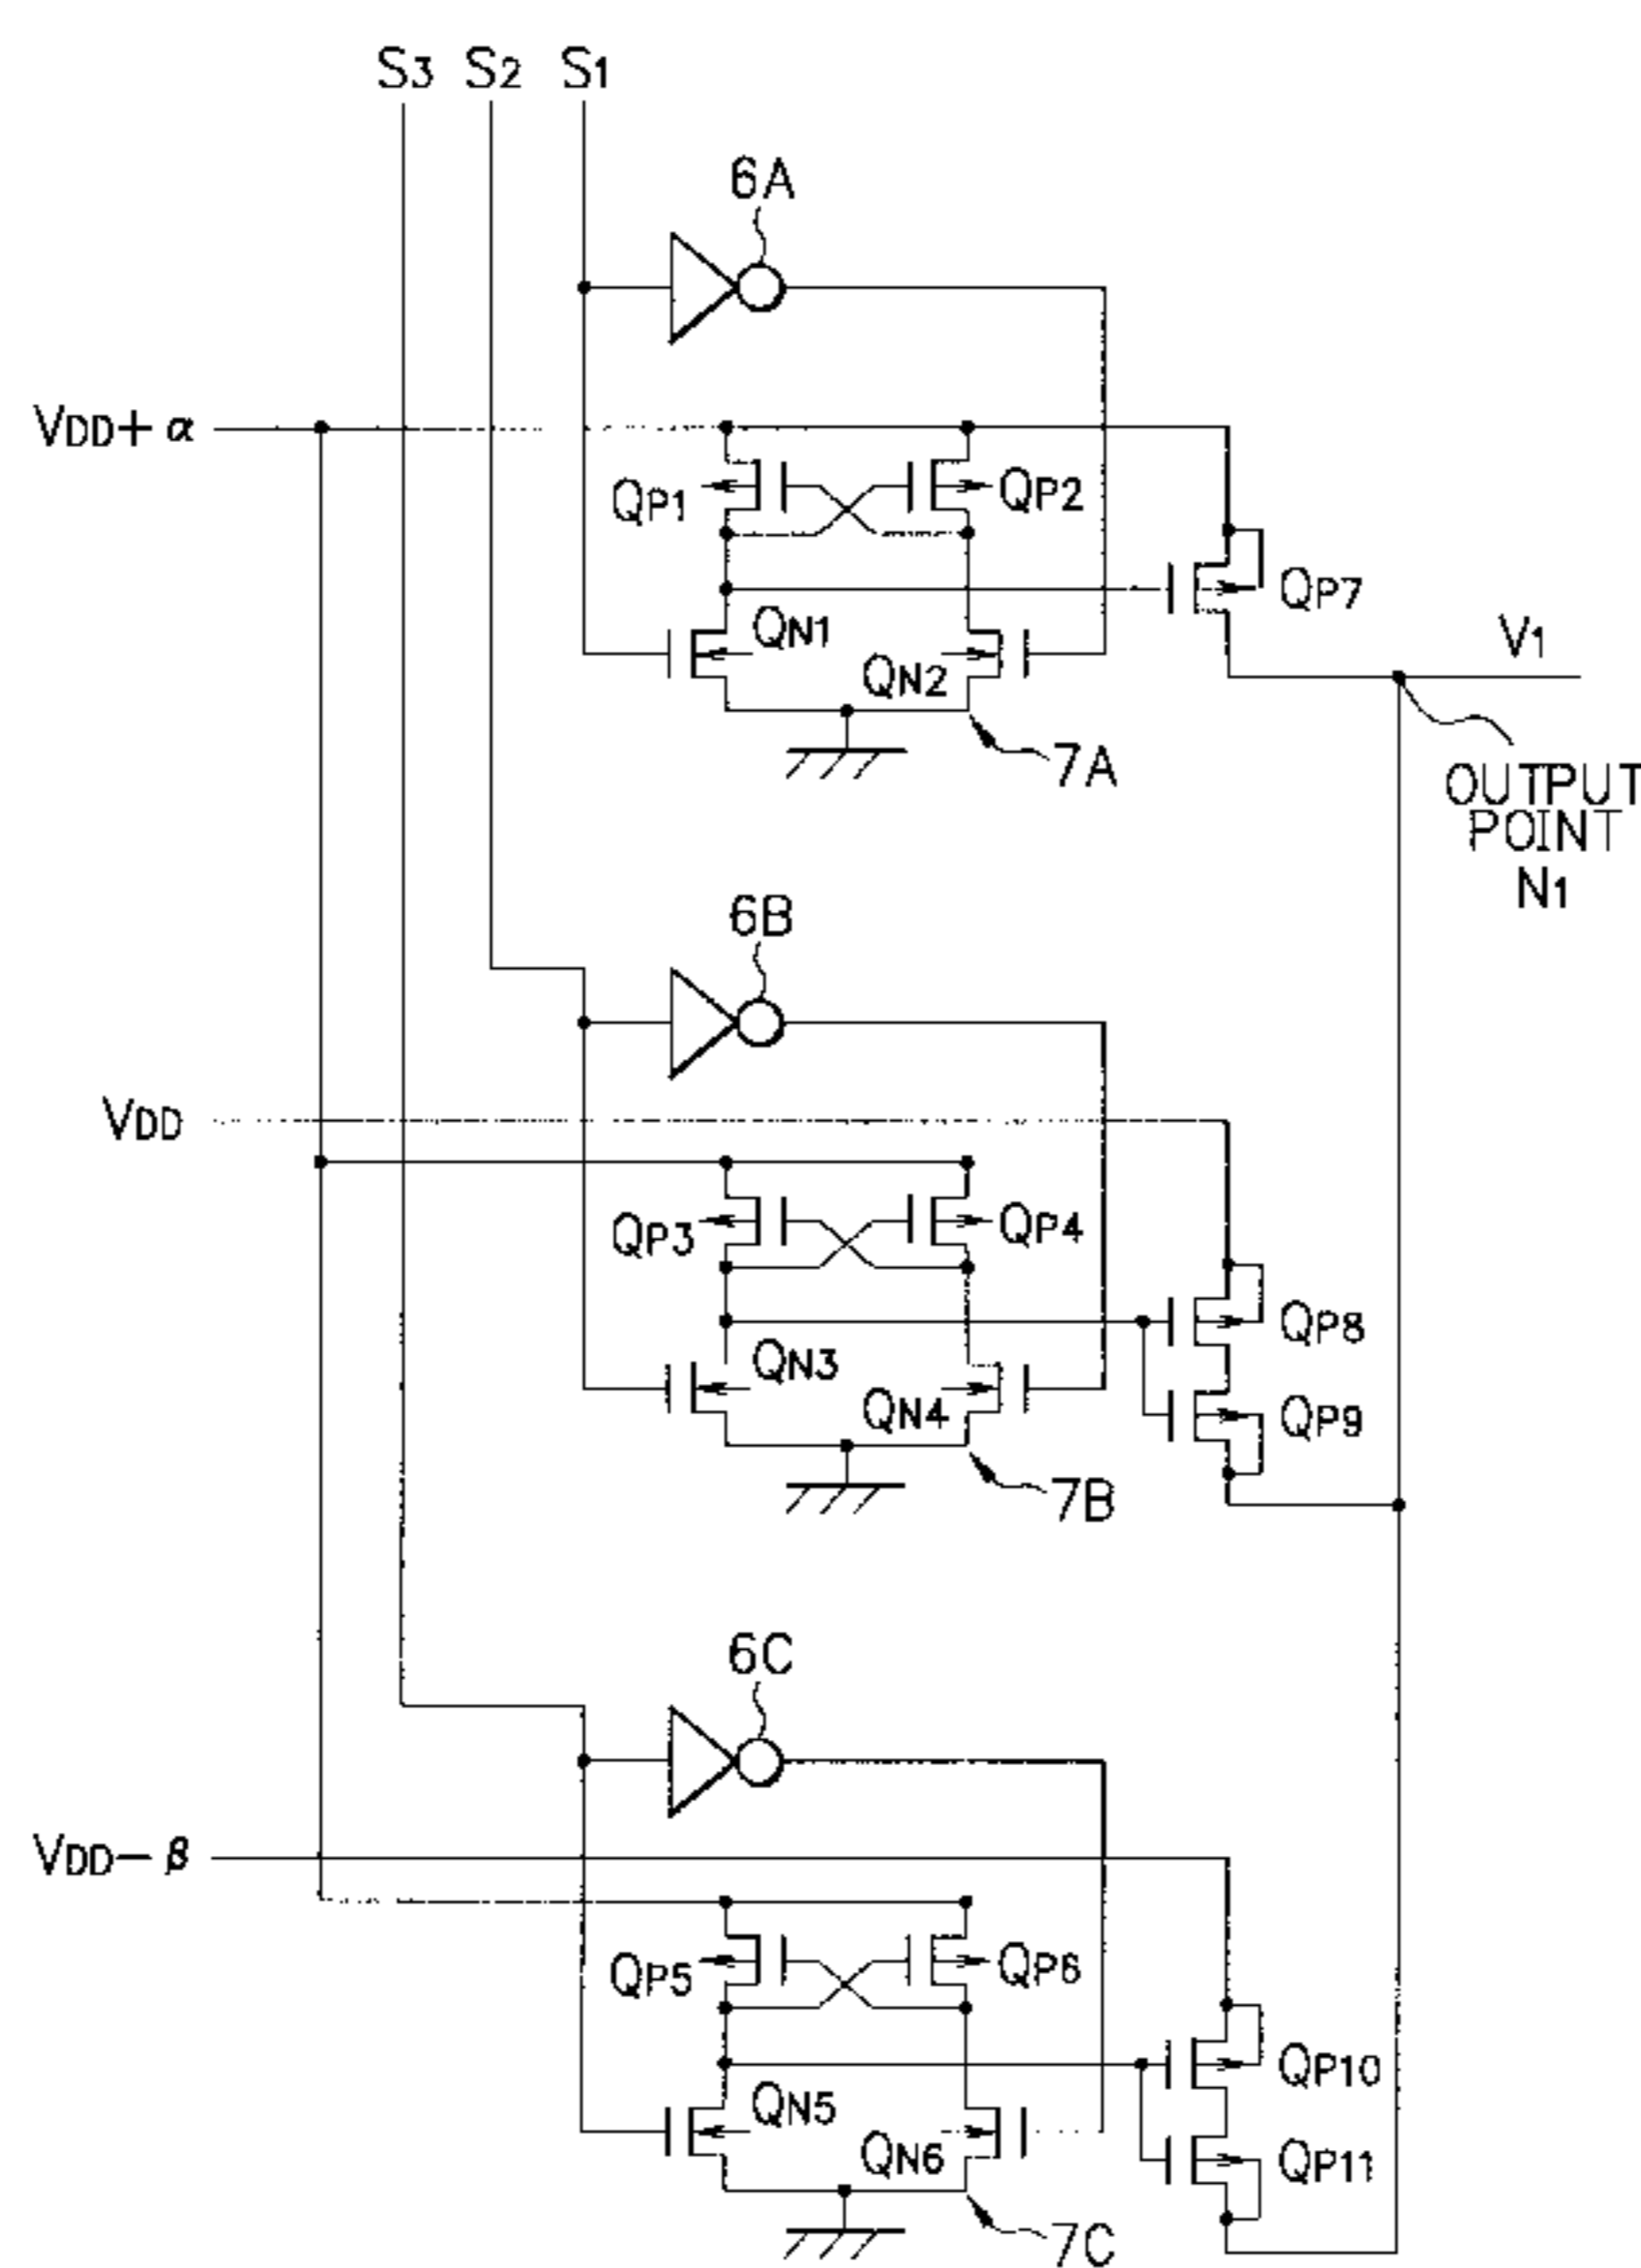 S3 S2 S1
6A
VDD+α
QP1
QP2
QP7
QN1
QN2
V1
7A
OUTPUT
POINT
N1
6B
VDD
QP3
QP4
QP8
QN3
QN4
QP9
7B
6C
VDD−β
QP5
QP6
QP10
QN5
QN6
QP11
7C